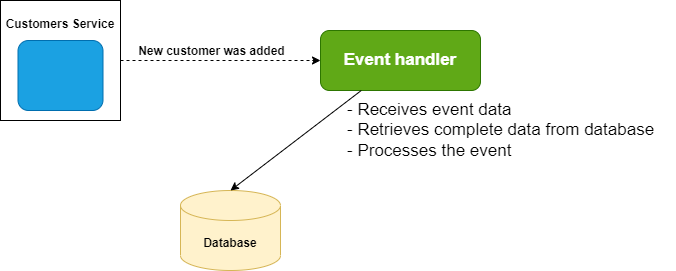 Customers Service
New customer was added
Event handler
- Receives event data
- Retrieves complete data from database
- Processes the event
Database